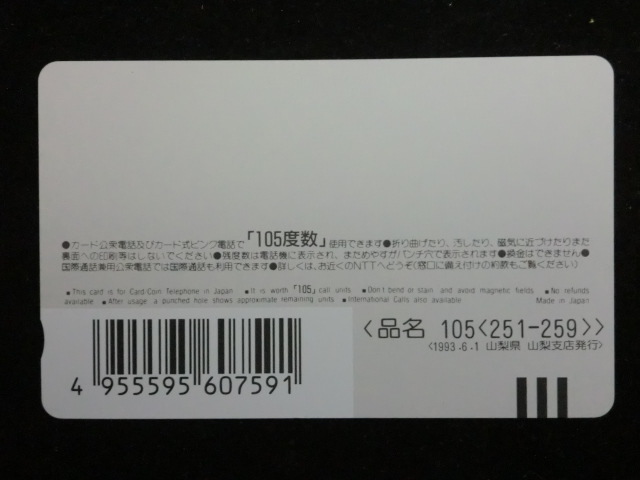 ●カード公衆電話及びカード式ピンク電話で「105度数」使用できます●折り曲げたり、汚したり、磁気に近づけたりまた
裏面への印刷等はしないでください●残度数は電話機に表示され、まためやすがパンチ穴で表示されます●換金はできません●
国際通話兼用公衆電話では国際通話も利用できます●詳しくは、お近くのNTTへどうぞ(窓口に備え付けの約款もご覧ください)
■ This card is for Card/Coin Telephone in Japan ■ It is worth「105」call units ■ Don't bend or stain and avoid magnetic fields. ■ No refunds
available ■ After usage a punched hole shows approximate remaining units ■ International Calls also available Made in Japan
〈品名 105〈251-259〉〉
〈1993.6.1 山梨県 山梨支店発行〉
4 955595 607591